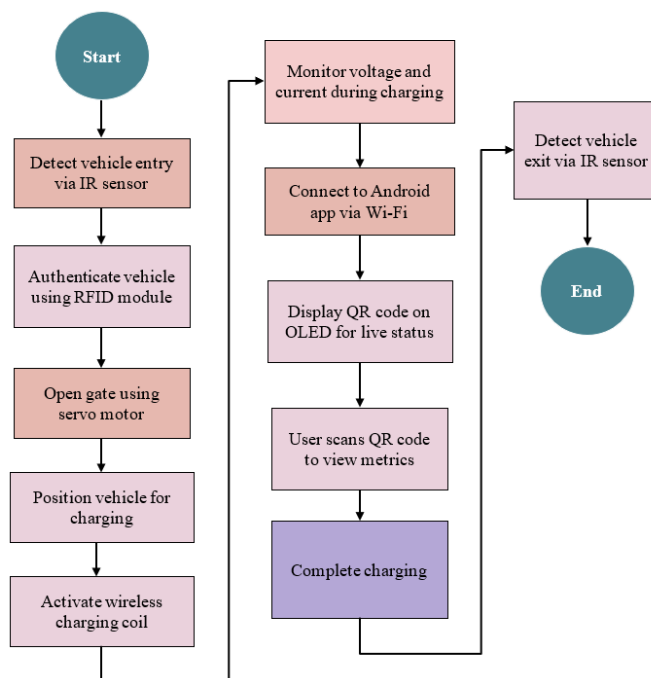 Start
Detect vehicle entry
via IR sensor
Authenticate vehicle
using RFID module
Open gate using
servo motor
Position vehicle for
charging
Activate wireless
charging coil
Monitor voltage and
current during charging
Connect to Android
app via Wi-Fi
Display QR code on
OLED for live status
User scans QR code
to view metrics
Complete charging
Detect vehicle
exit via IR sensor
End